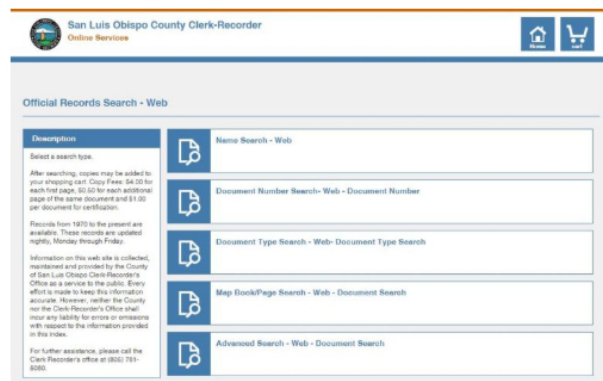 San Luis Obispo County Clerk-Recorder
Online Services
Home
cart
Official Records Search - Web
Description
Select a search type.
After searching, copies may be added to
your shopping cart. Copy Fees: $4.00 for
each first page, $0.50 for each additional
page of the same document and $1.00
per document for certification.
Records from 1970 to the present are
available. These records are updated
nightly, Monday through Friday.
Information on this web site is collected,
maintained and provided by the County
of San Luis Obispo Clerk-Recorder's
Office as a service to the public. Every
effort is made to keep this information
accurate. However, neither the County
nor the Clerk-Recorder's Office shall
incur any liability for errors or omissions
with respect to the information provided
in this index.
For further assistance, please call the
Clerk Recorder's office at (805) 781-
5080.
Name Search - Web
Document Number Search- Web - Document Number
Document Type Search - Web- Document Type Search
Map Book/Page Search - Web - Document Search
Advanced Search - Web - Document Search